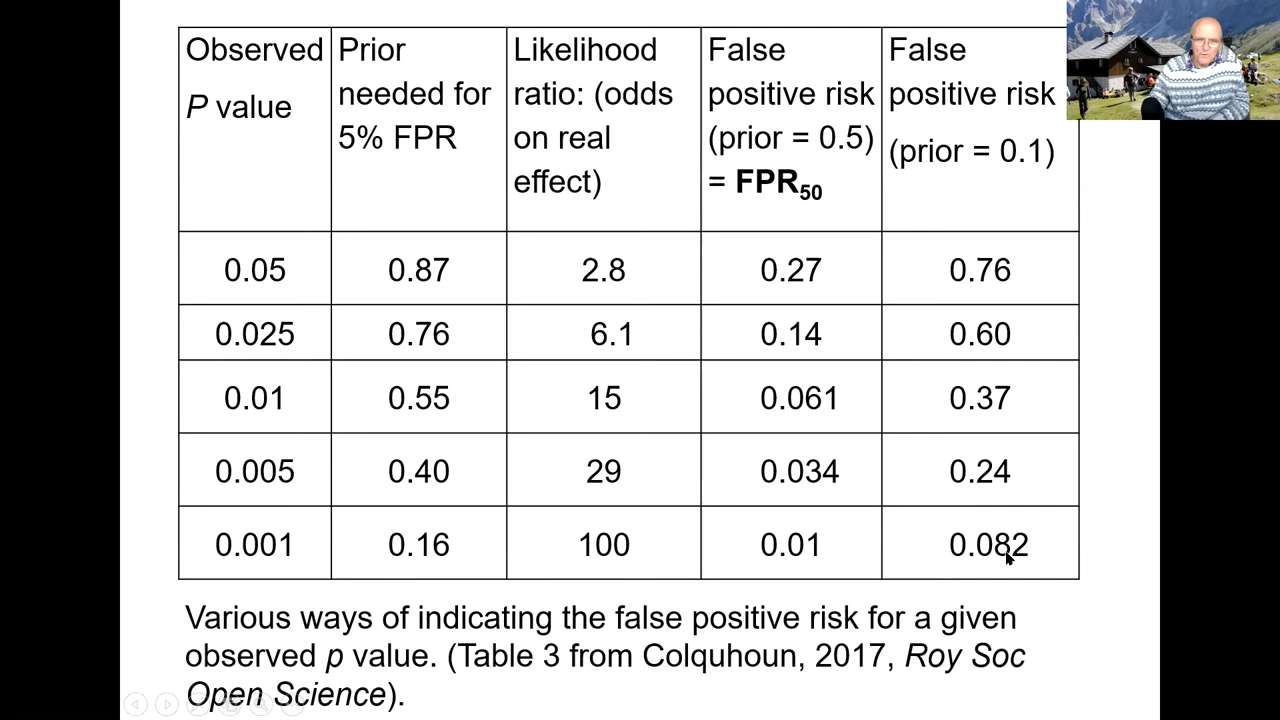 Observed
P value
Prior
needed for
5% FPR
Likelihood
ratio: (odds
on real
effect)
False
positive risk
(prior = 0.5)
= FPR50
False
positive risk
(prior = 0.1)
0.05 0.87 2.8 0.27 0.76
0.025 0.76 6.1 0.14 0.60
0.01 0.55 15 0.061 0.37
0.005 0.40 29 0.034 0.24
0.001 0.16 100 0.01 0.082
Various ways of indicating the false positive risk for a given
observed p value. (Table 3 from Colquhoun, 2017, Roy Soc
Open Science).